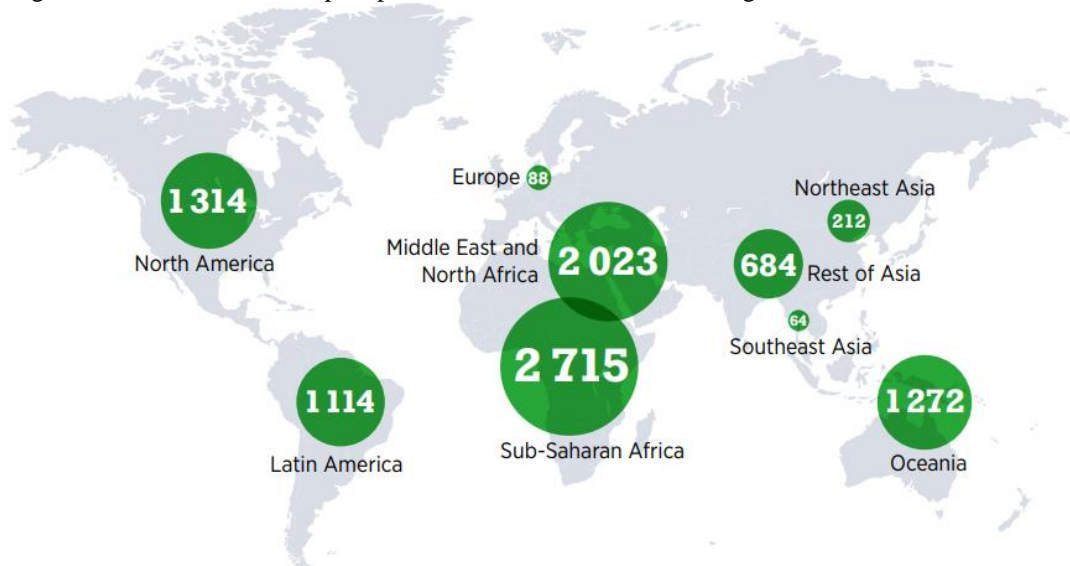 1 314
North America
Europe 88
Northeast Asia
212
Middle East and
North Africa
2 023
684 Rest of Asia
64
Southeast Asia
2 715
Sub-Saharan Africa
1 114
Latin America
1 272
Oceania